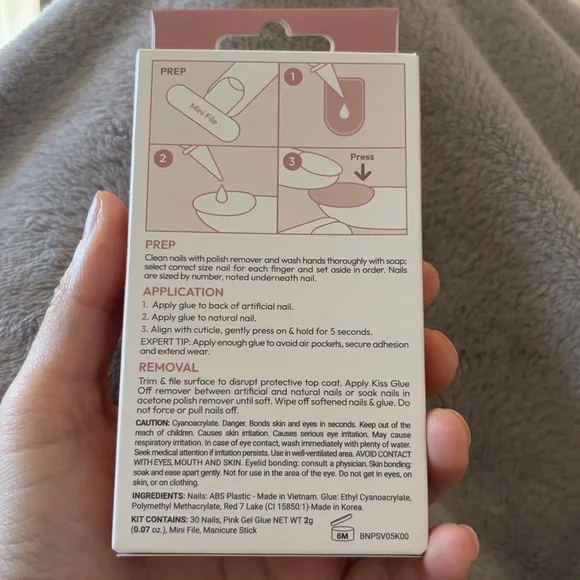 PREP
Mini File
1
2
3
Press
PREP
Clean nails with polish remover and wash hands thoroughly with soap;
select correct size nail for each finger and set aside in order. Nails
are sized by number, noted underneath nail.
APPLICATION
1. Apply glue to back of artificial nail.
2. Apply glue to natural nail.
3. Align with cuticle, gently press on & hold for 5 seconds.
EXPERT TIP: Apply enough glue to avoid air pockets, secure adhesion
and extend wear.
REMOVAL
Trim & file surface to disrupt protective top coat. Apply Kiss Glue
Off remover between artificial and natural nails or soak nails in
acetone polish remover until soft. Wipe off softened nails & glue. Do
not force or pull nails off.
CAUTION: Cyanoacrylate. Danger. Bonds skin and eyes in seconds. Keep out of the
reach of children. Causes skin irritation. Causes serious eye irritation. May cause
respiratory irritation. In case of eye contact, wash immediately with plenty of water.
Seek medical attention if irritation persists. Use in well-ventilated area. AVOID CONTACT
WITH EYES, MOUTH AND SKIN. Eyelid bonding: consult a physician. Skin bonding:
soak and ease apart gently. Not for use in the area of the eye. Do not get in eyes, on
skin, or on clothing.
INGREDIENTS: Nails: ABS Plastic - Made in Vietnam. Glue: Ethyl Cyanoacrylate,
Polymethyl Methacrylate, Red 7 Lake (CI 15850:1)-Made in Korea.
KIT CONTAINS: 30 Nails, Pink Gel Glue NET WT 2g
(0.07 oz.), Mini File, Manicure Stick
6M
BNPSV05K00